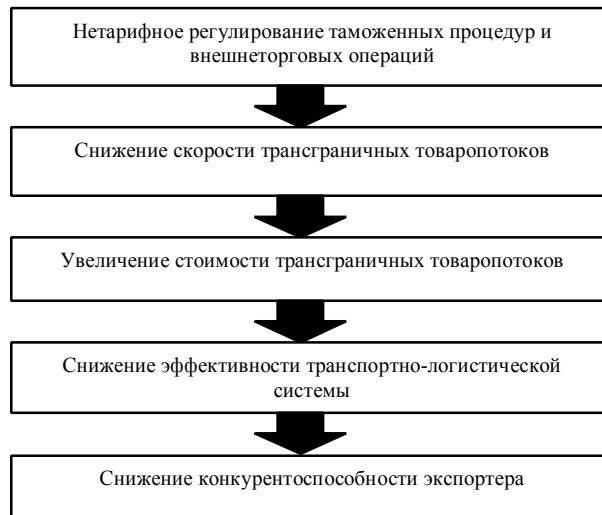 Нетарифное регулирование таможенных процедур и
внешнеторговых операций
Снижение скорости трансграничных товаропотоков
Увеличение стоимости трансграничных товаропотоков
Снижение эффективности транспортно-логистической
системы
Снижение конкурентоспособности экспортера